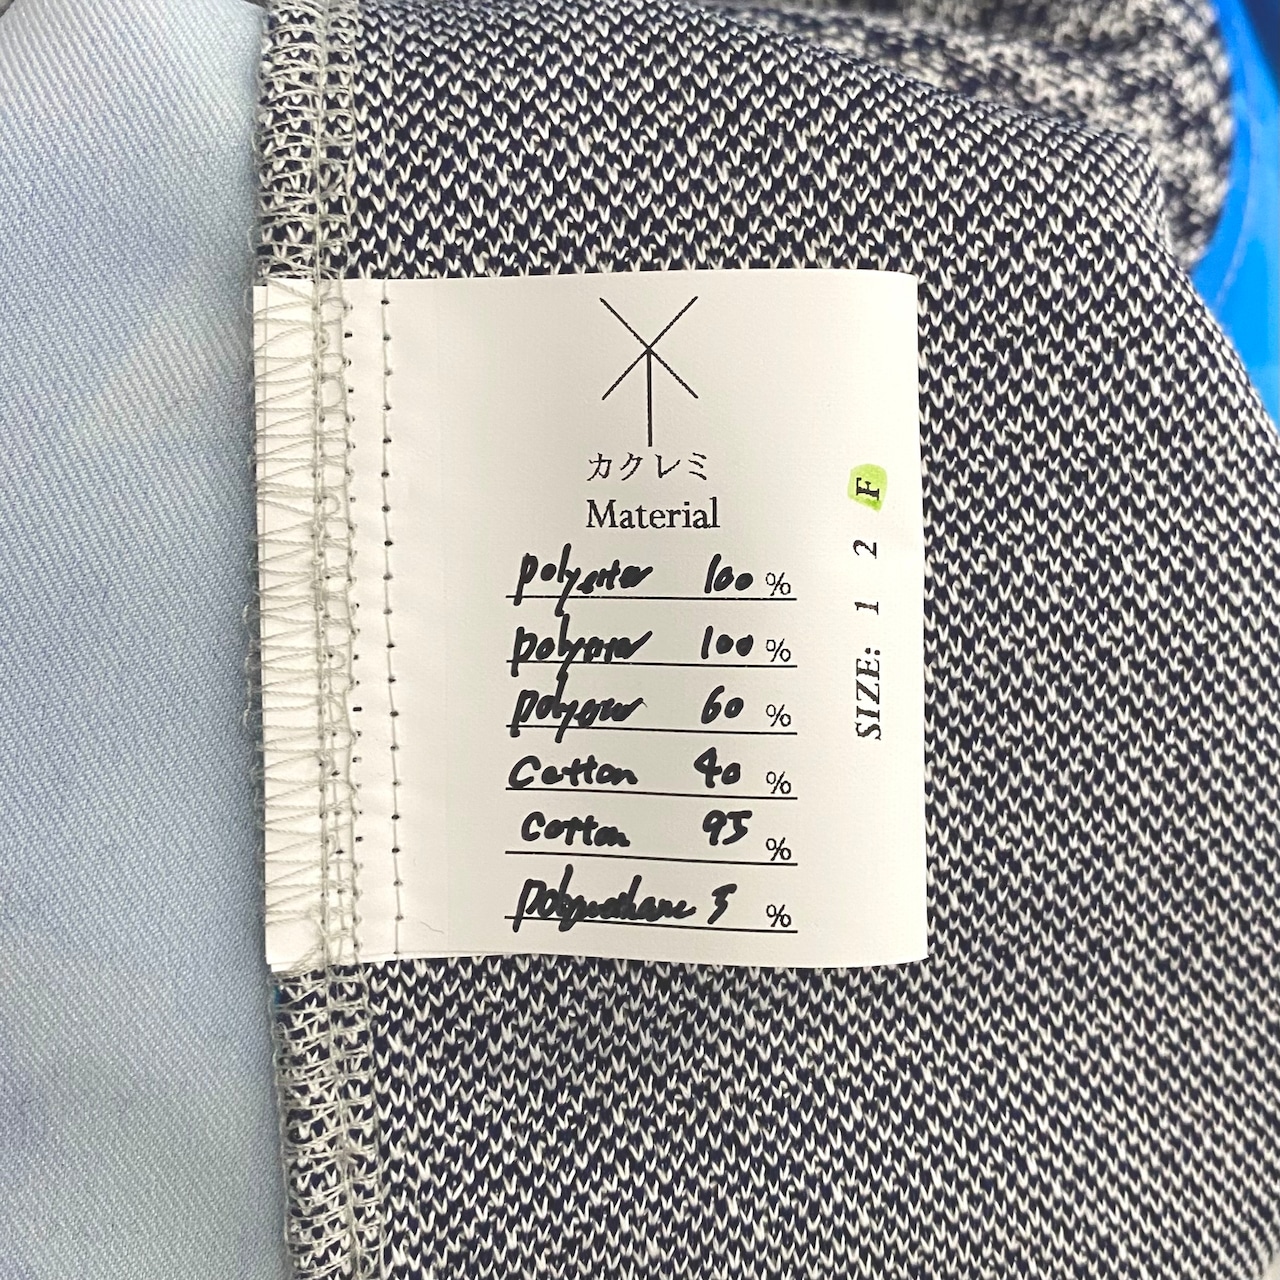 カクレミ
Material
polyester 100 %
polyester 100 %
polyester 60 %
cotton 40 %
cotton 95 %
polyurethane 5 %
SIZE: 1 2 F